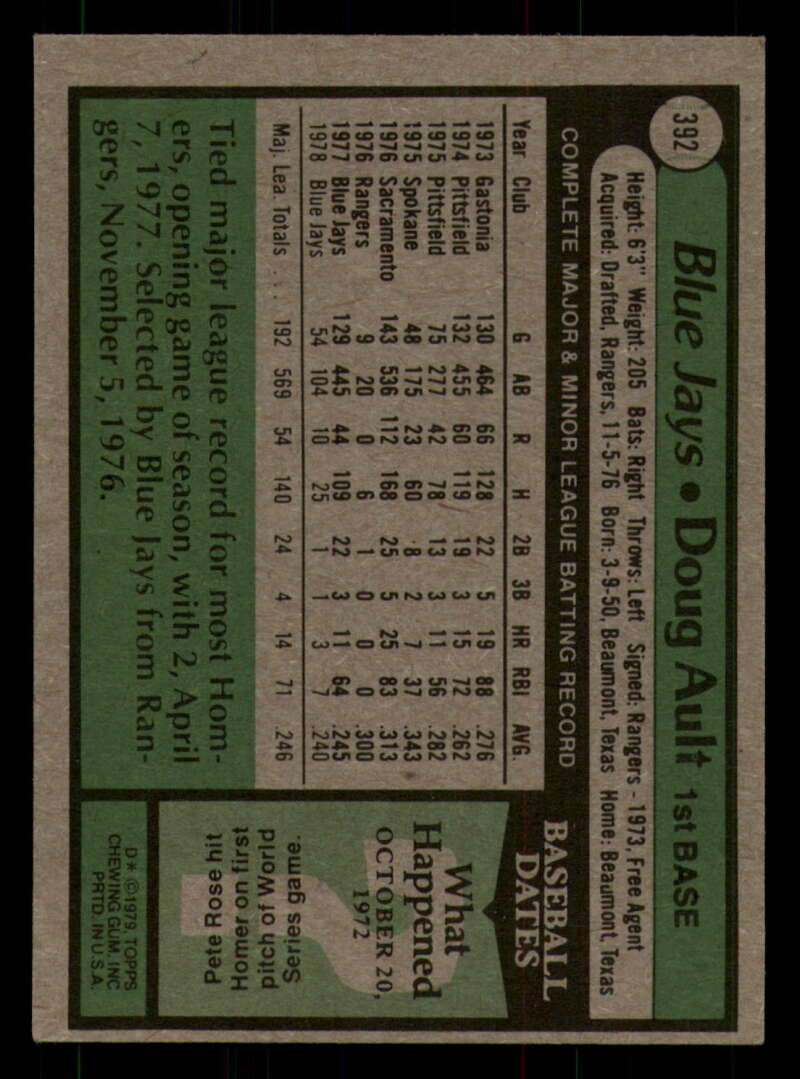 392
Blue Jays • Doug Ault 1st BASE
Height: 6'3" Weight: 205 Bats: Right Throws: Left Signed: Rangers - 1973, Free Agent
Acquired: Drafted, Rangers, 11-5-76 Born: 3-9-50, Beaumont, Texas Home: Beaumont, Texas
COMPLETE MAJOR & MINOR LEAGUE BATTING RECORD
Year Club G AB R H 2B 3B HR RBI AVG.
1973 Gastonia 130 464 66 128 22 5 19 88 .276
1974 Pittsfield 132 455 60 119 19 3 15 72 .262
1975 Pittsfield 75 277 42 78 13 3 11 56 .282
1975 Spokane 48 175 23 60 8 2 7 37 .343
1976 Sacramento 143 536 112 168 25 5 25 83 .313
1976 Rangers 9 20 0 6 1 0 0 0 .300
1977 Blue Jays 129 445 44 109 22 3 11 64 .245
1978 Blue Jays 54 104 10 25 1 1 3 7 .240
Maj. Lea. Totals . . . 192 569 54 140 24 4 14 71 .246
Tied major league record for most Hom-
ers, opening game of season, with 2, April
7, 1977. Selected by Blue Jays from Ran-
gers, November 5, 1976.
BASEBALL
DATES
What
Happened
OCTOBER 20,
1972
Pete Rose hit
Homer on first
pitch of World
Series game.
D* ©1979, TOPPS
CHEWING GUM, INC
PRTD. IN U.S.A.